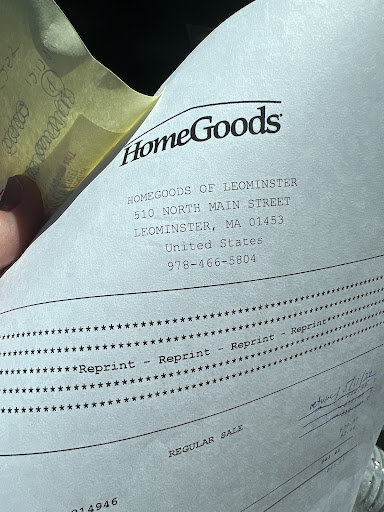 HomeGoods
HOMEGOODS OF LEOMINSTER
510 NORTH MAIN STREET
LEOMINSTER, MA 01453
United States
978-466-5804
*********************************
*********************************
*********Reprint - Reprint - Reprint - Reprint*********
*********************************
*********************************
REGULAR SALE
014946